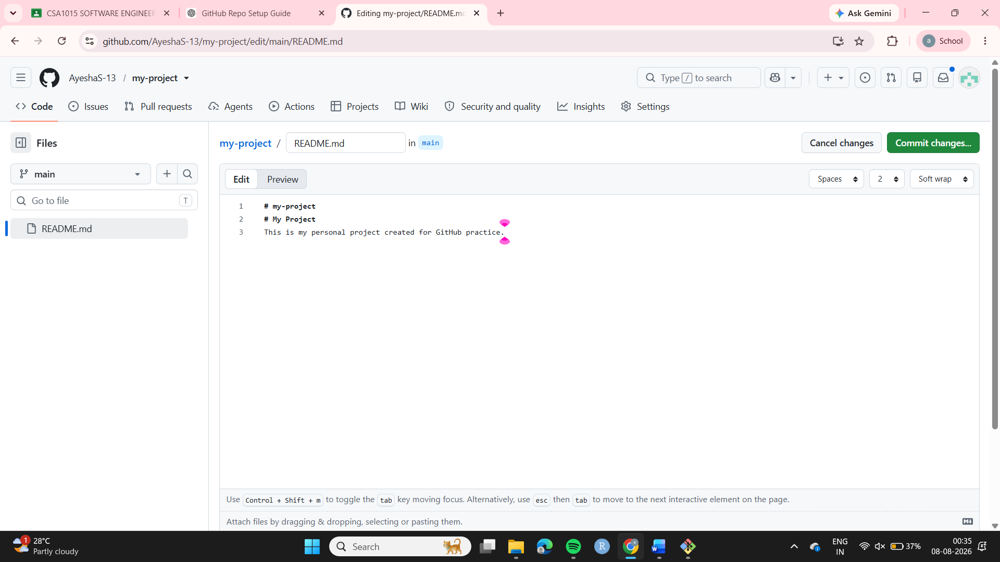 CSA1015 SOFTWARE ENGINEER
GitHub Repo Setup Guide
Editing my-project/README.md
Ask Gemini
github.com/AyeshaS-13/my-project/edit/main/README.md
a School
AyeshaS-13 / my-project
Type / to search
Code
Issues
Pull requests
Agents
Actions
Projects
Wiki
Security and quality
Insights
Settings
Files
my-project / README.md in main
Cancel changes
Commit changes...
main
Edit
Preview
Spaces
2
Soft wrap
Go to file
T
README.md
1 # my-project
2 # My Project
3 This is my personal project created for GitHub practice.
Use Control + Shift + m to toggle the tab key moving focus. Alternatively, use esc then tab to move to the next interactive element on the page.
Attach files by dragging & dropping, selecting or pasting them.
1
28°C
Partly cloudy
Search
ENG
IN
37%
00:35
08-08-2026